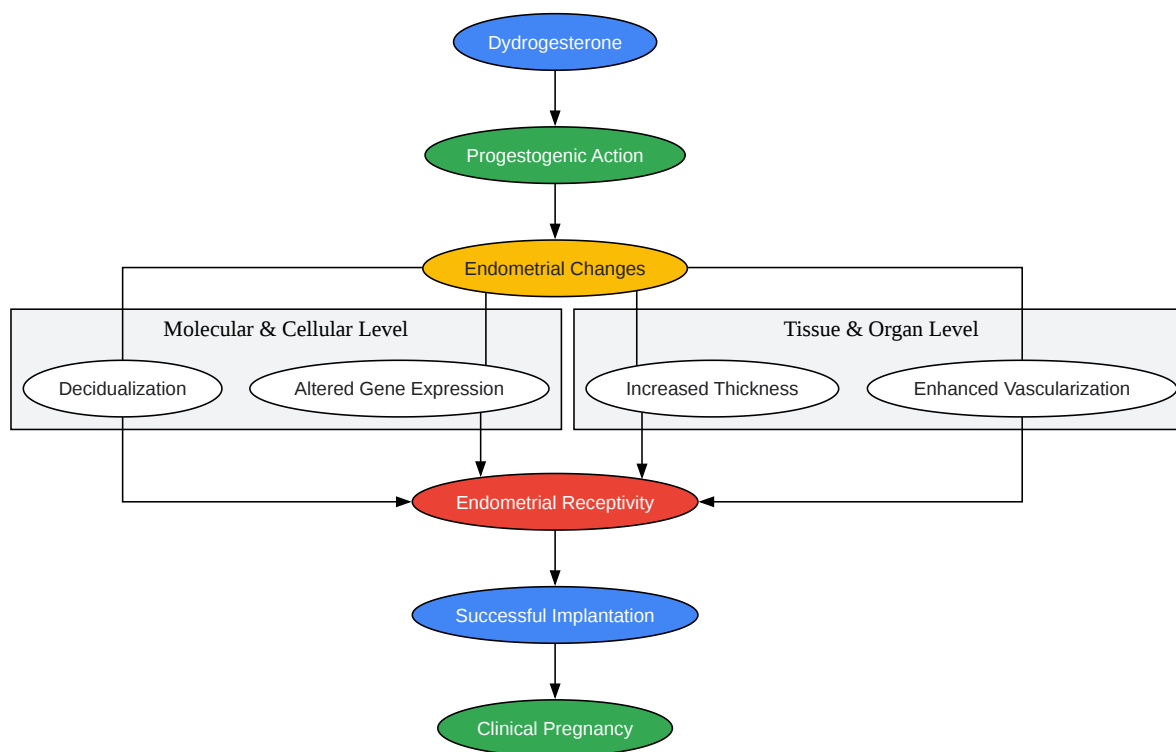 Dydrogesterone
Progestogenic Action
Endometrial Changes
Molecular & Cellular Level
Tissue & Organ Level
Decidualization
Altered Gene Expression
Increased Thickness
Enhanced Vascularization
Endometrial Receptivity
Successful Implantation
Clinical Pregnancy